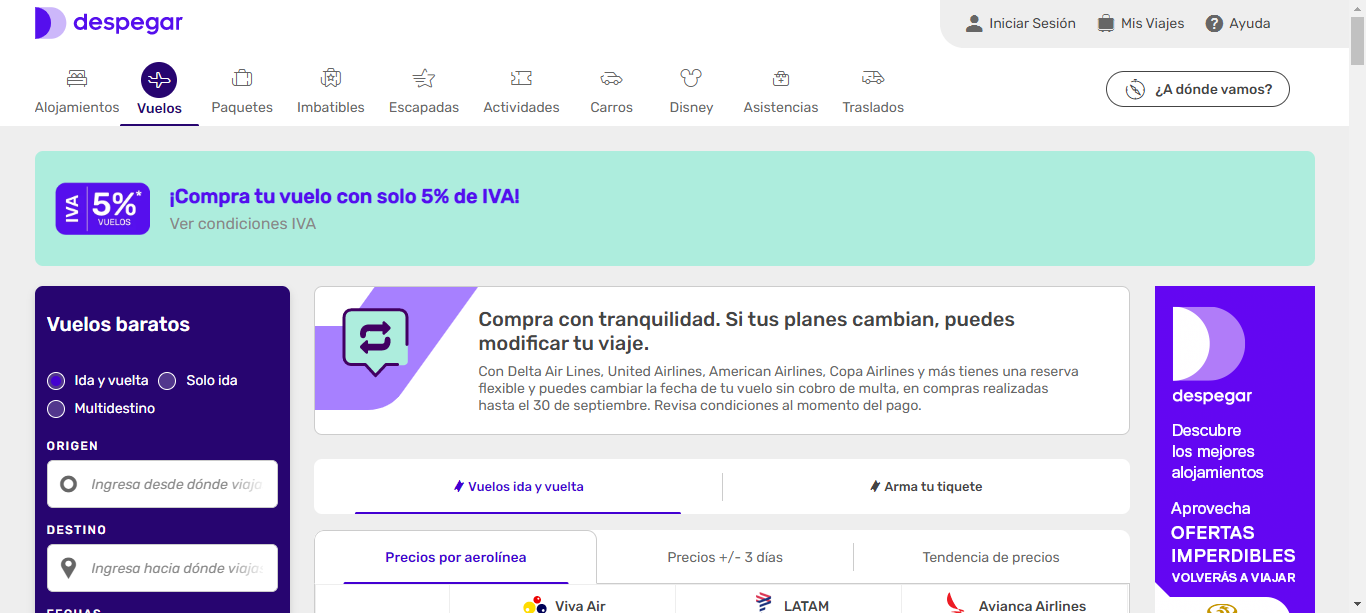 despegar
Iniciar Sesión
Mis Viajes
Ayuda
Alojamientos
Vuelos
Paquetes
Imbatibles
Escapadas
Actividades
Carros
Disney
Asistencias
Traslados
¿A dónde vamos?
IVA 5%* VUELOS
¡Compra tu vuelo con solo 5% de IVA!
Ver condiciones IVA
Vuelos baratos
Ida y vuelta
Solo ida
Multidestino
ORIGEN
Ingresa desde dónde viaja
DESTINO
Ingresa hacia dónde viajas
FECHAS
Compra con tranquilidad. Si tus planes cambian, puedes
modificar tu viaje.
Con Delta Air Lines, United Airlines, American Airlines, Copa Airlines y más tienes una reserva
flexible y puedes cambiar la fecha de tu vuelo sin cobro de multa, en compras realizadas
hasta el 30 de septiembre. Revisa condiciones al momento del pago.
Vuelos ida y vuelta
Arma tu tiquete
Precios por aerolínea
Precios +/- 3 días
Tendencia de precios
Viva Air
LATAM
Avianca Airlines
despegar
Descubre
los mejores
alojamientos
Aprovecha
OFERTAS
IMPERDIBLES
VOLVERÁS A VIAJAR